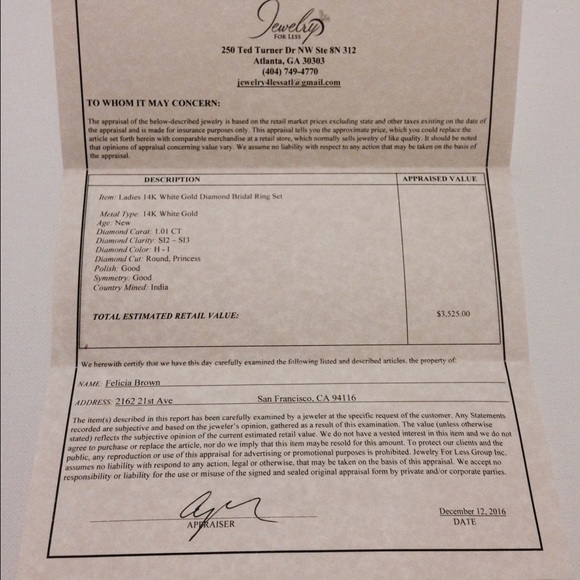 Jewelry
FOR LESS
250 Ted Turner Dr NW Ste 8N 312
Atlanta, GA 30303
(404) 749-4770
jewelry4lessatl@gmail.com
TO WHOM IT MAY CONCERN:
The appraisal of the below-described jewelry is based on the retail market prices excluding state and other taxes existing on the date of
the appraisal and is made for insurance purposes only. This appraisal tells you the approximate price, which you could replace the
article set forth herein with comparable merchandise at a retail store, which normally sells jewelry of like quality. It should be noted
that opinions of appraisal concerning value vary. We assume no liability with respect to any action that may be taken on the basis of
the appraisal.
DESCRIPTION APPRAISED VALUE
Item: Ladies 14K White Gold Diamond Bridal Ring Set
Metal Type: 14K White Gold
Age: New
Diamond Carat: 1.01 CT
Diamond Clarity: SI2 – SI3
Diamond Color: H - I
Diamond Cut: Round, Princess
Polish: Good
Symmetry: Good
Country Mined: India
TOTAL ESTIMATED RETAIL VALUE: $3,525.00
We herewith certify that we have this day carefully examined the following listed and described articles, the property of:
NAME: Felicia Brown
ADDRESS: 2162 21st Ave San Francisco, CA 94116
The item(s) described in this report has been carefully examined by a jeweler at the specific request of the customer. Any Statements
recorded are subjective and based on the jeweler's opinion, gathered as a result of this examination. The value (unless otherwise
stated) reflects the subjective opinion of the current estimated retail value. We do not have a vested interest in this item and we do not
agree to purchase or replace the article, nor do we imply that this item maybe resold for this amount. To protect our clients and the
public, any reproduction or use of this appraisal for advertising or promotional purposes is prohibited. Jewelry For Less Group Inc.
assumes no liability with respond to any action, legal or otherwise, that may be taken on this basis of this appraisal. We accept no
responsibility or liability for the use or misuse of the signed and sealed original appraisal form by private and/or corporate parties.
December 12, 2016
APPRAISER DATE